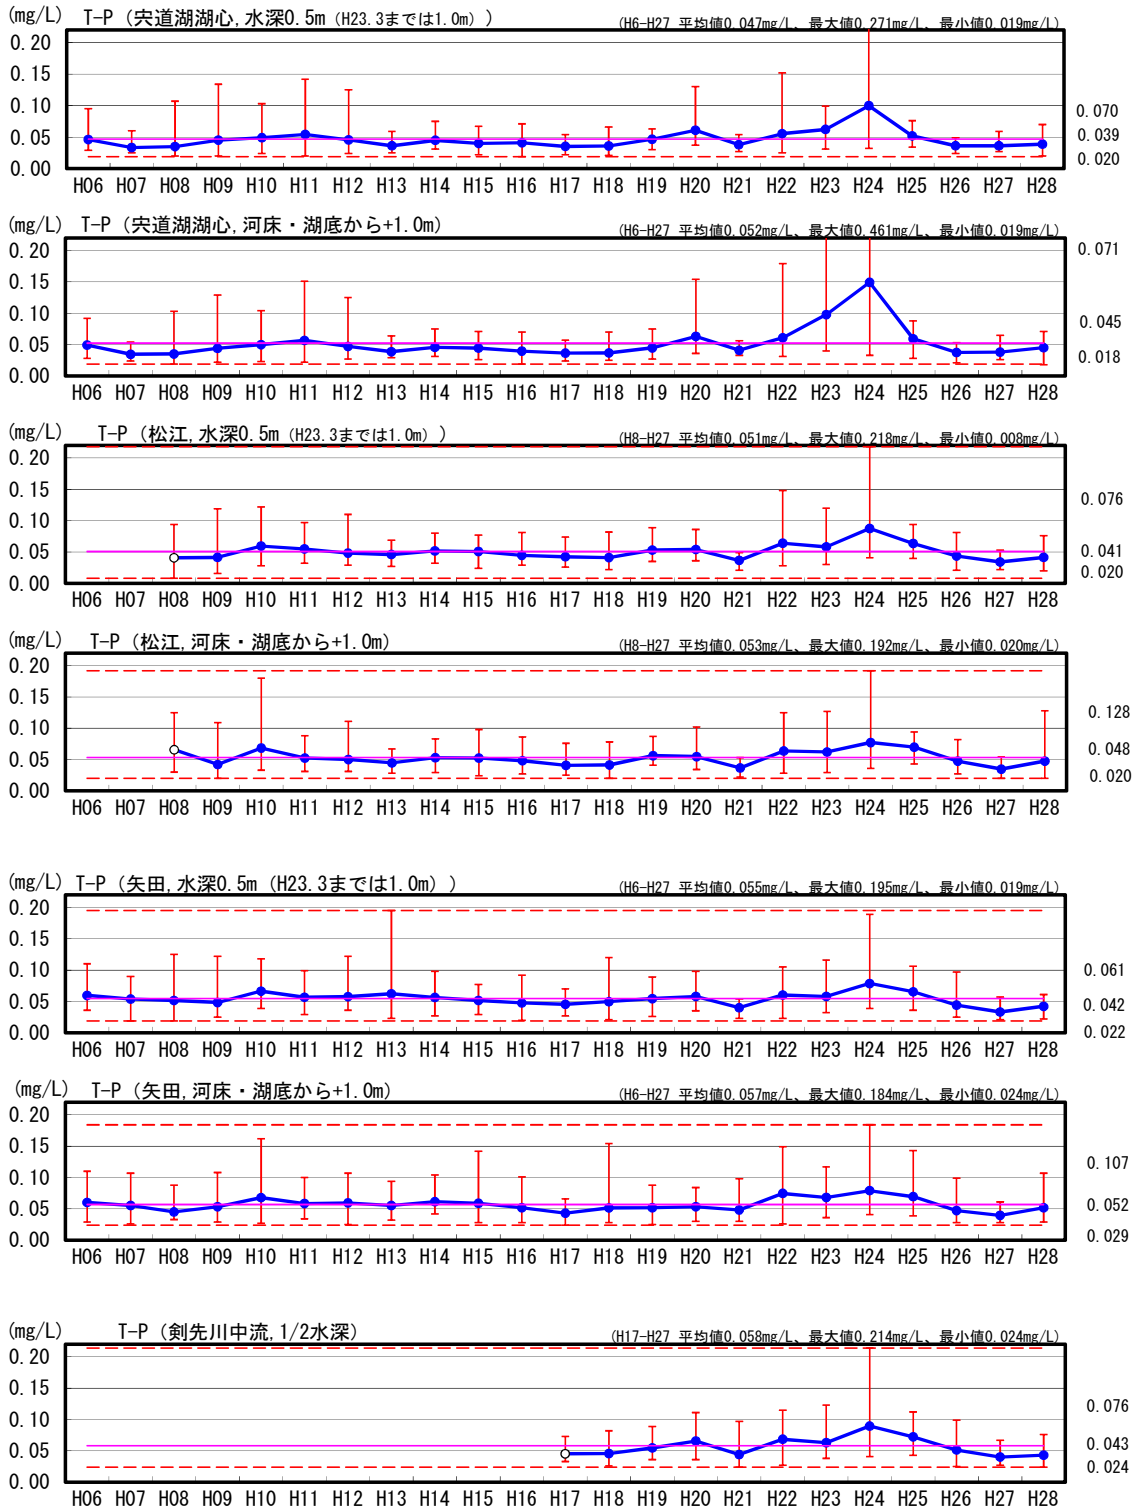 (mg/L) T-P (宍道湖湖心,水深0.5m (H23.3までは1.0m) )
(H6-H27 平均値0.047mg/L、最大値0.271mg/L、最小値0.019mg/L)
0.20
0.15
0.10
0.05
0.00
0.070
0.039
0.020
H06 H07 H08 H09 H10 H11 H12 H13 H14 H15 H16 H17 H18 H19 H20 H21 H22 H23 H24 H25 H26 H27 H28
(mg/L) T-P (宍道湖湖心,河床・湖底から+1.0m)
(H6-H27 平均値0.052mg/L、最大値0.461mg/L、最小値0.019mg/L)
0.20
0.15
0.10
0.05
0.00
0.071
0.045
0.018
H06 H07 H08 H09 H10 H11 H12 H13 H14 H15 H16 H17 H18 H19 H20 H21 H22 H23 H24 H25 H26 H27 H28
(mg/L) T-P (松江,水深0.5m (H23.3までは1.0m) )
(H8-H27 平均値0.051mg/L、最大値0.218mg/L、最小値0.008mg/L)
0.20
0.15
0.10
0.05
0.00
0.076
0.041
0.020
H06 H07 H08 H09 H10 H11 H12 H13 H14 H15 H16 H17 H18 H19 H20 H21 H22 H23 H24 H25 H26 H27 H28
(mg/L) T-P (松江,河床・湖底から+1.0m)
(H8-H27 平均値0.053mg/L、最大値0.192mg/L、最小値0.020mg/L)
0.20
0.15
0.10
0.05
0.00
0.128
0.048
0.020
H06 H07 H08 H09 H10 H11 H12 H13 H14 H15 H16 H17 H18 H19 H20 H21 H22 H23 H24 H25 H26 H27 H28
(mg/L) T-P (矢田,水深0.5m (H23.3までは1.0m) )
(H6-H27 平均値0.055mg/L、最大値0.195mg/L、最小値0.019mg/L)
0.20
0.15
0.10
0.05
0.00
0.061
0.042
0.022
H06 H07 H08 H09 H10 H11 H12 H13 H14 H15 H16 H17 H18 H19 H20 H21 H22 H23 H24 H25 H26 H27 H28
(mg/L) T-P (矢田,河床・湖底から+1.0m)
(H6-H27 平均値0.057mg/L、最大値0.184mg/L、最小値0.024mg/L)
0.20
0.15
0.10
0.05
0.00
0.107
0.052
0.029
H06 H07 H08 H09 H10 H11 H12 H13 H14 H15 H16 H17 H18 H19 H20 H21 H22 H23 H24 H25 H26 H27 H28
(mg/L) T-P (剣先川中流,1/2水深)
(H17-H27 平均値0.058mg/L、最大値0.214mg/L、最小値0.024mg/L)
0.20
0.15
0.10
0.05
0.00
0.076
0.043
0.024
H06 H07 H08 H09 H10 H11 H12 H13 H14 H15 H16 H17 H18 H19 H20 H21 H22 H23 H24 H25 H26 H27 H28